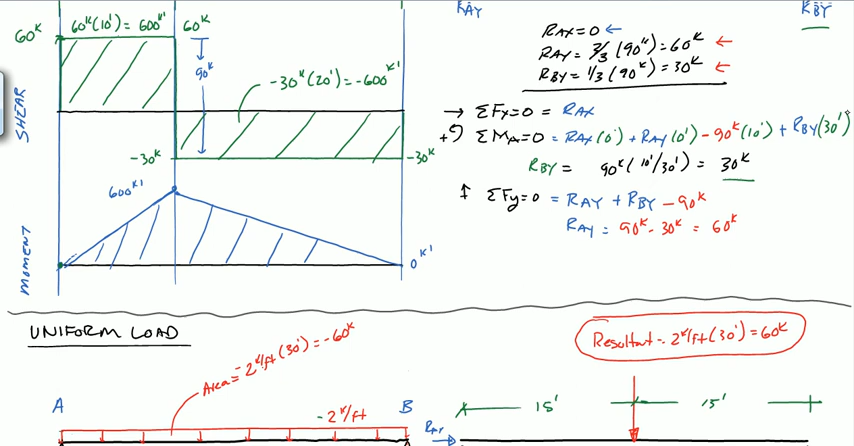 RAY
RBY
60ᴷ
60ᴷ(10') = 600ᴷ'
60ᴷ
90ᴷ
-30ᴷ(20') = -600ᴷ'
SHEAR
-30ᴷ
-30ᴷ
RAX = 0 ←
RAY = 2/3 (90ᴷ) = 60ᴷ ←
RBY = 1/3 (90ᴷ) = 30ᴷ ←
→ ΣFx=0 = RAX
+↺ ΣMA=0 = RAX(0') + RAY(0') - 90ᴷ(10') + RBY(30')
RBY = 90ᴷ(10'/30') = 30ᴷ
↑ ΣFy=0 = RAY + RBY - 90ᴷ
RAY = 90ᴷ - 30ᴷ = 60ᴷ
600ᴷ'
MOMENT
0ᴷ'
UNIFORM LOAD
Area = -2ᴷ/ft(30') = -60ᴷ
Resultant = 2ᴷ/ft(30') = 60ᴷ
A
-2ᴷ/ft
B
RAX
15'
15'